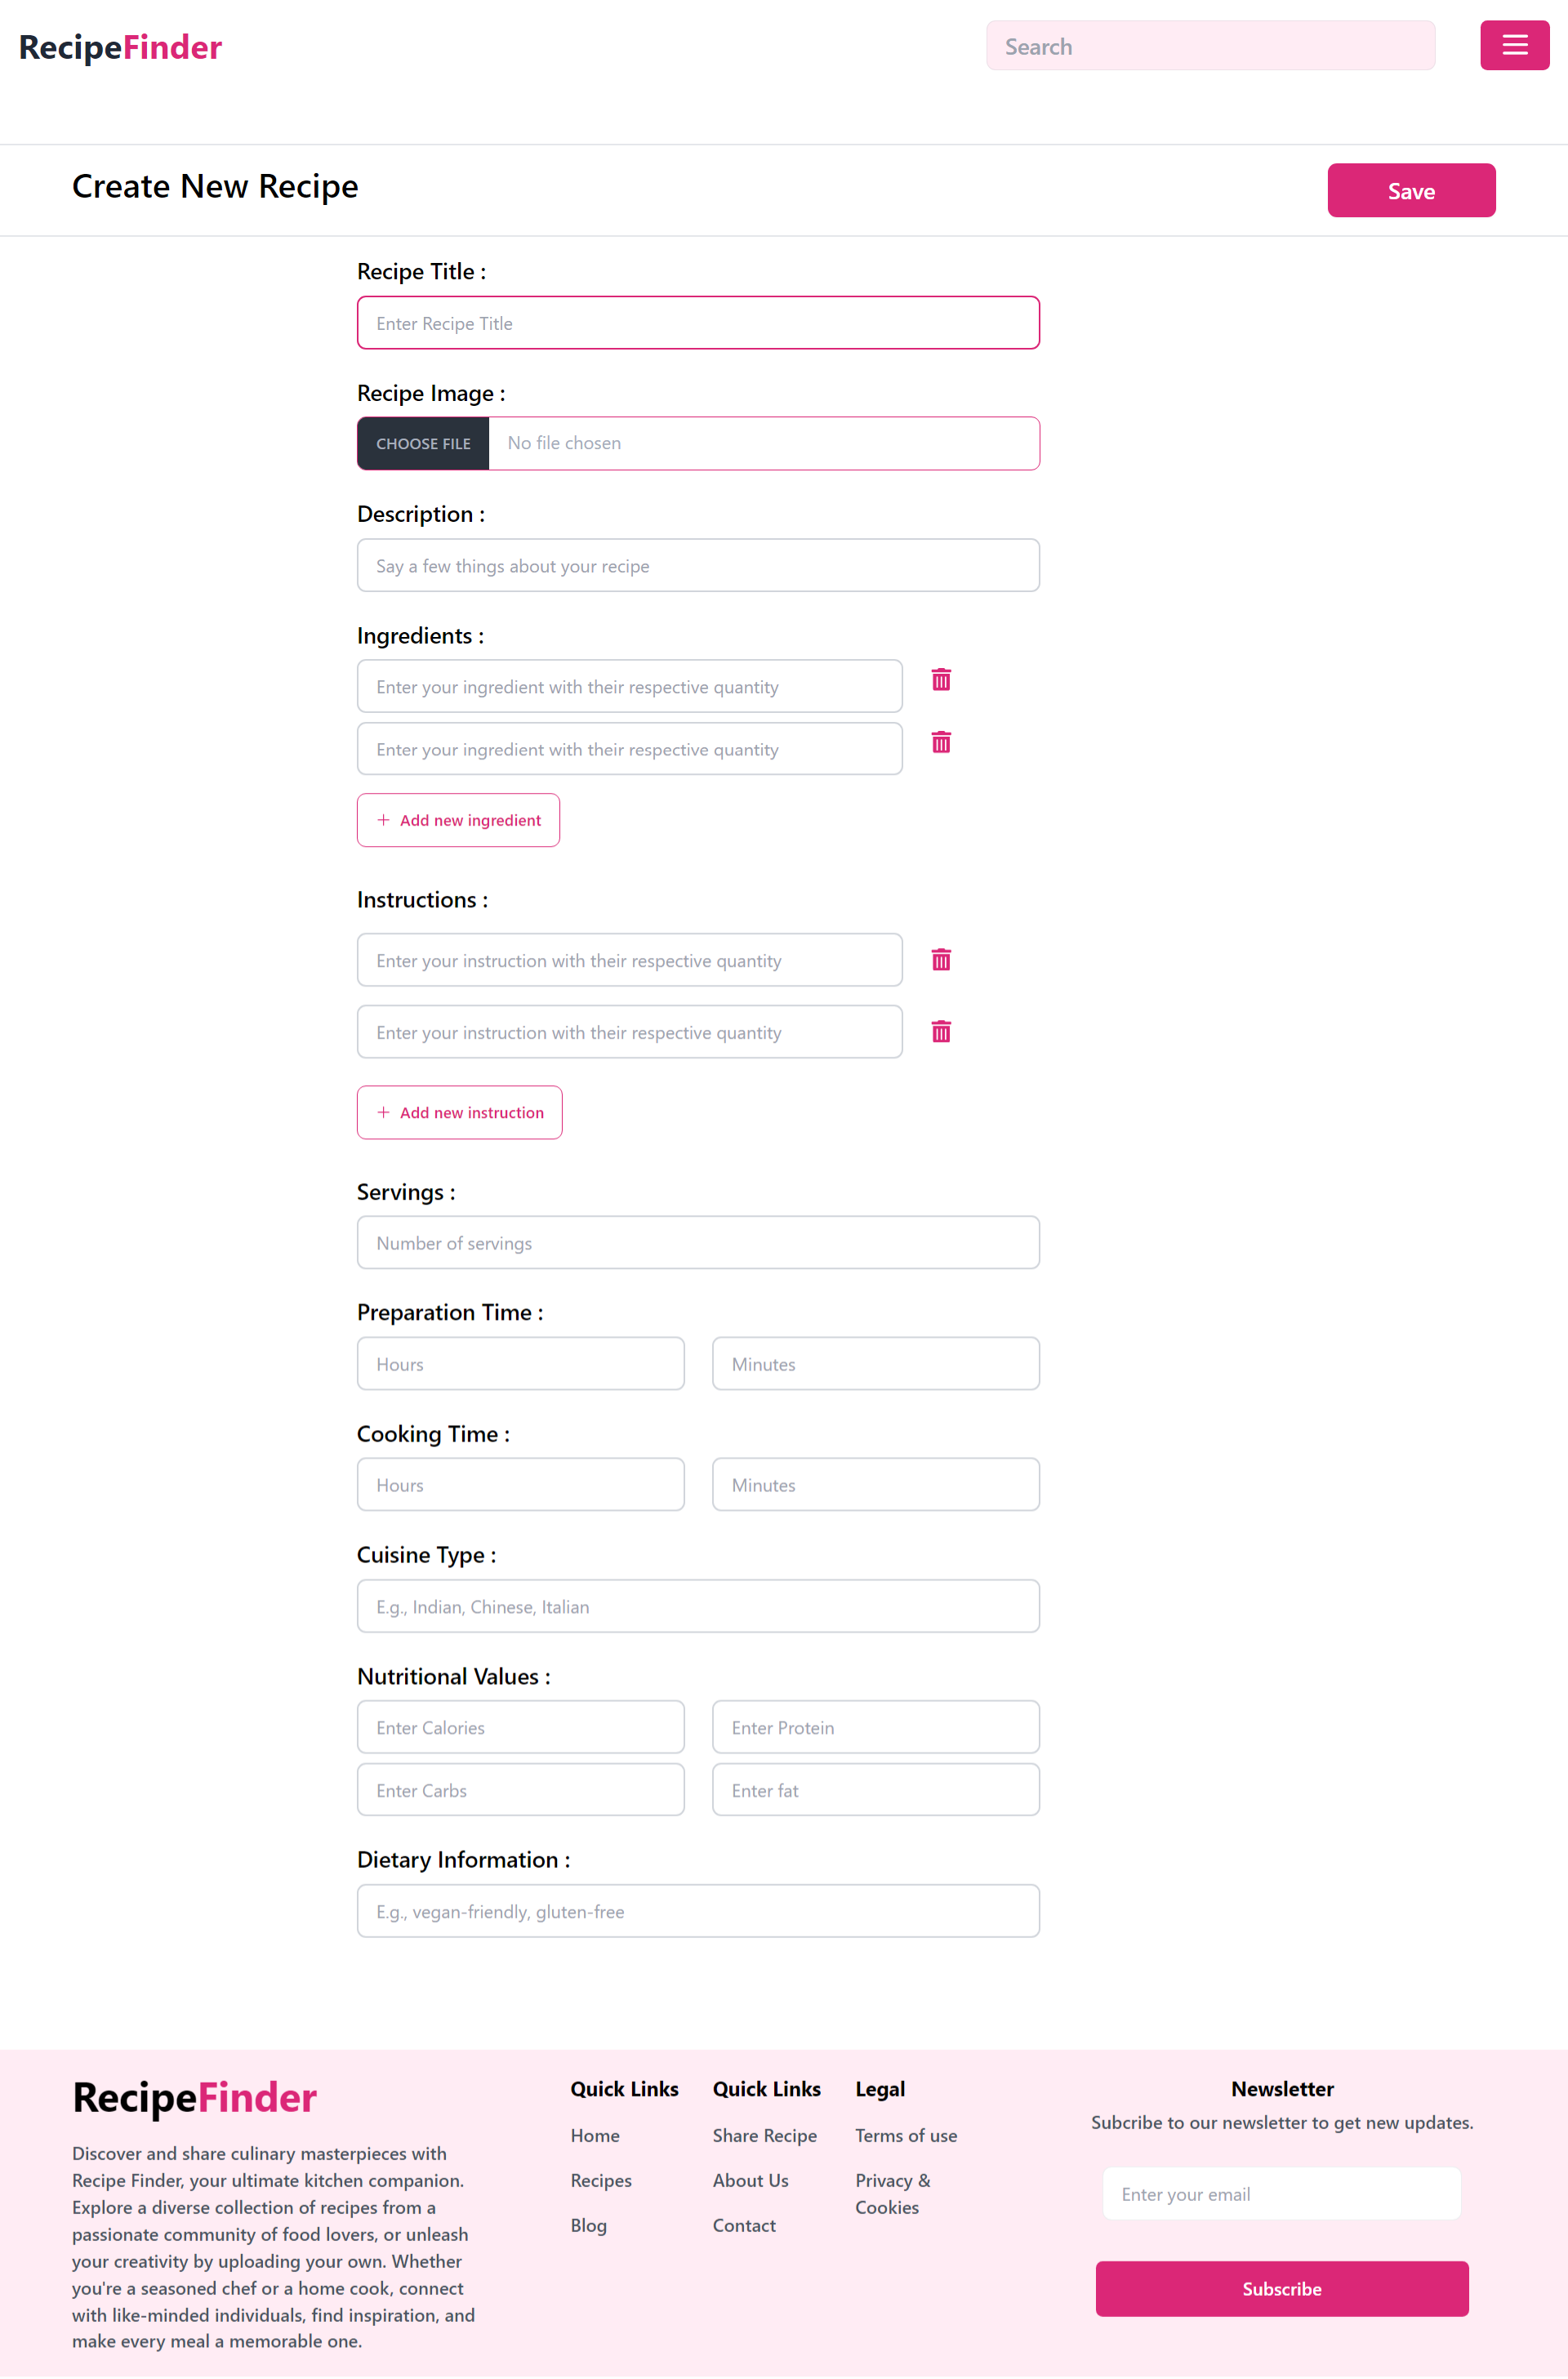 RecipeFinder
Search
Create New Recipe
Save
Recipe Title :
Enter Recipe Title
Recipe Image :
CHOOSE FILE No file chosen
Description :
Say a few things about your recipe
Ingredients :
Enter your ingredient with their respective quantity
Enter your ingredient with their respective quantity
+ Add new ingredient
Instructions :
Enter your instruction with their respective quantity
Enter your instruction with their respective quantity
+ Add new instruction
Servings :
Number of servings
Preparation Time :
Hours Minutes
Cooking Time :
Hours Minutes
Cuisine Type :
E.g., Indian, Chinese, Italian
Nutritional Values :
Enter Calories Enter Protein
Enter Carbs Enter fat
Dietary Information :
E.g., vegan-friendly, gluten-free
RecipeFinder
Discover and share culinary masterpieces with
Recipe Finder, your ultimate kitchen companion.
Explore a diverse collection of recipes from a
passionate community of food lovers, or unleash
your creativity by uploading your own. Whether
you're a seasoned chef or a home cook, connect
with like-minded individuals, find inspiration, and
make every meal a memorable one.
Quick Links
Home
Recipes
Blog
Quick Links
Share Recipe
About Us
Contact
Legal
Terms of use
Privacy &
Cookies
Newsletter
Subcribe to our newsletter to get new updates.
Enter your email
Subscribe